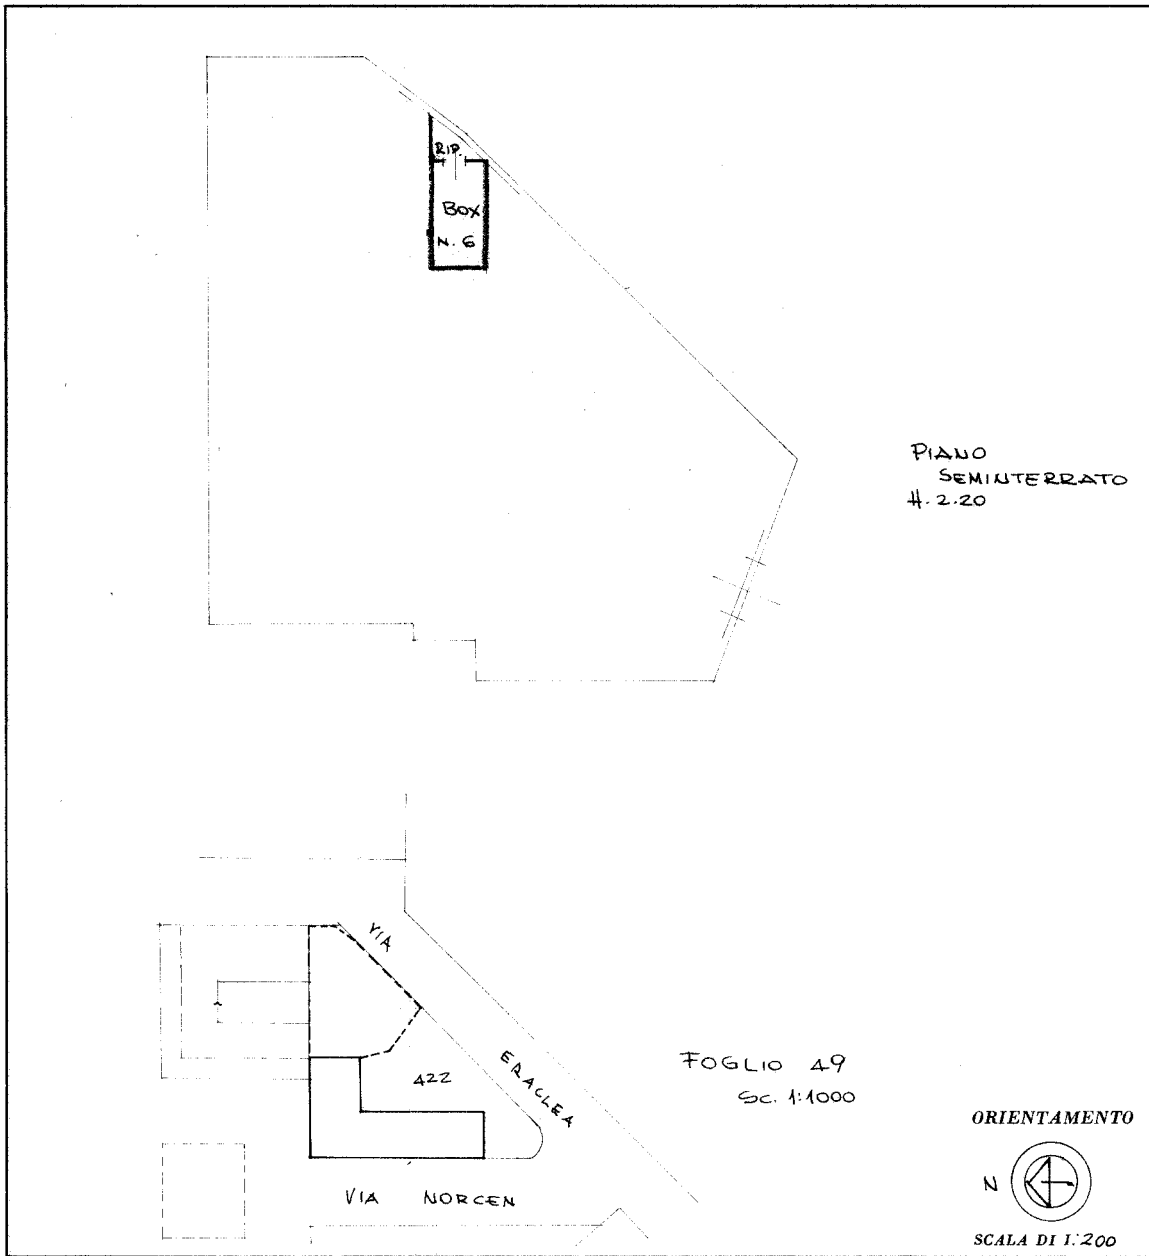 RIP.
BOX
N. 6
PIANO
SEMINTERRATO
H. 2.20
VIA
ERACLEA
422
FOGLIO 49
SC. 1:1000
VIA NORCEN
ORIENTAMENTO
N
SCALA DI 1:200